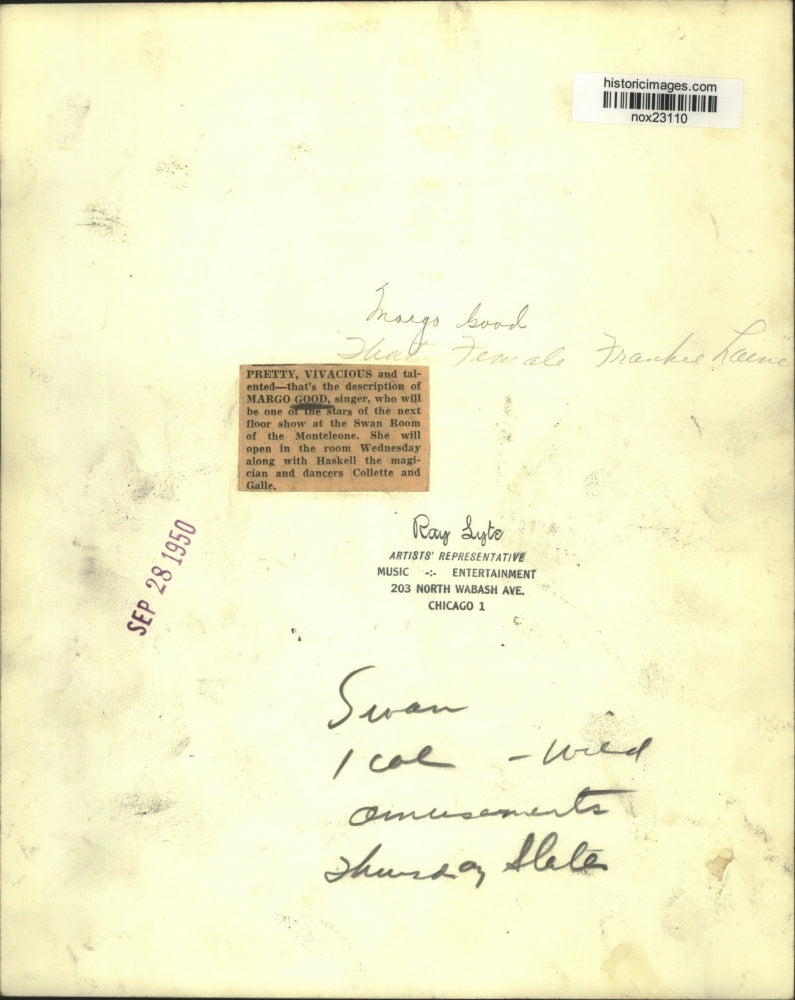 historicimages.com
nox23110
Margo Good
That Female Frankie Laine
PRETTY, VIVACIOUS and tal-
ented—that's the description of
MARGO GOOD, singer, who will
be one of the stars of the next
floor show at the Swan Room
of the Monteleone. She will
open in the room Wednesday
along with Haskell the magi-
cian and dancers Collette and
Galle.
SEP 28 1950
Ray Lyte
ARTISTS' REPRESENTATIVE
MUSIC -:- ENTERTAINMENT
203 NORTH WABASH AVE.
CHICAGO 1
Swan
1 col -
amusements
Thursday States